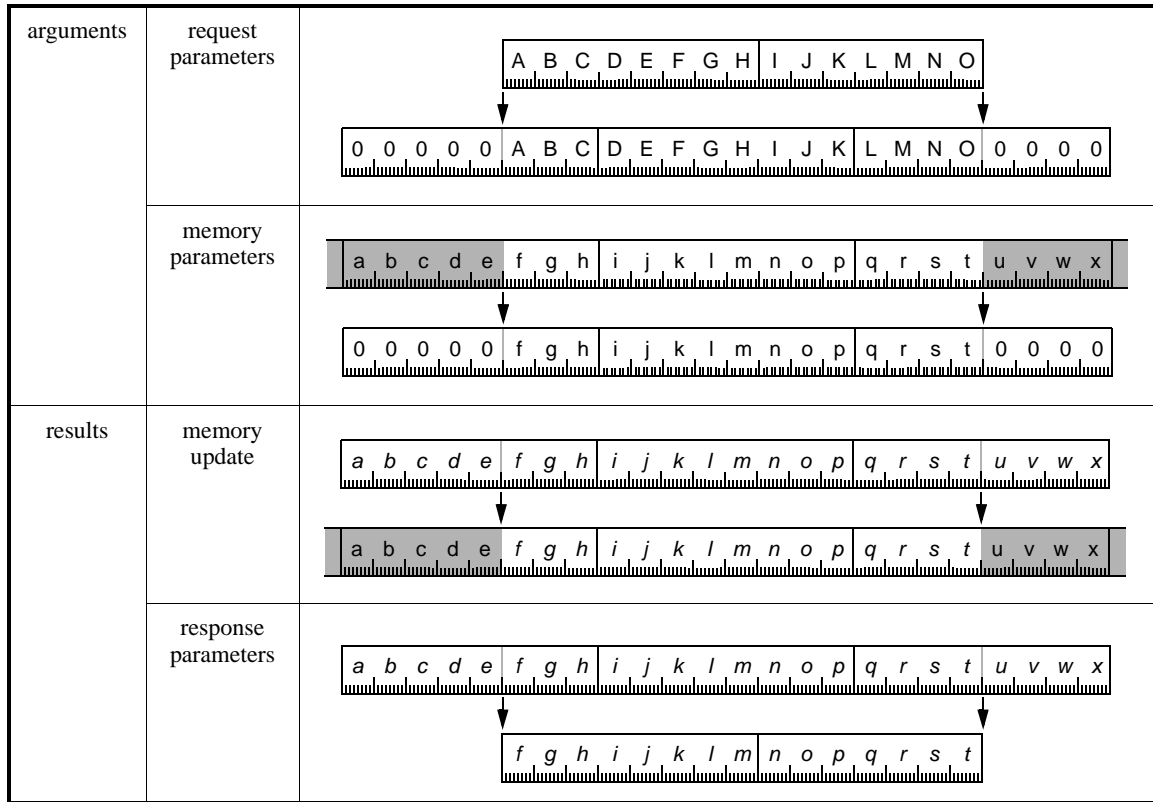 arguments
request
parameters
A B C D E F G H I J K L M N O
0 0 0 0 0 A B C D E F G H I J K L M N O 0 0 0 0
memory
parameters
a b c d e f g h i j k l m n o p q r s t u v w x
0 0 0 0 0 f g h i j k l m n o p q r s t 0 0 0 0
results
memory
update
a b c d e f g h i j k l m n o p q r s t u v w x
a b c d e f g h i j k l m n o p q r s t u v w x
response
parameters
a b c d e f g h i j k l m n o p q r s t u v w x
f g h i j k l m n o p q r s t